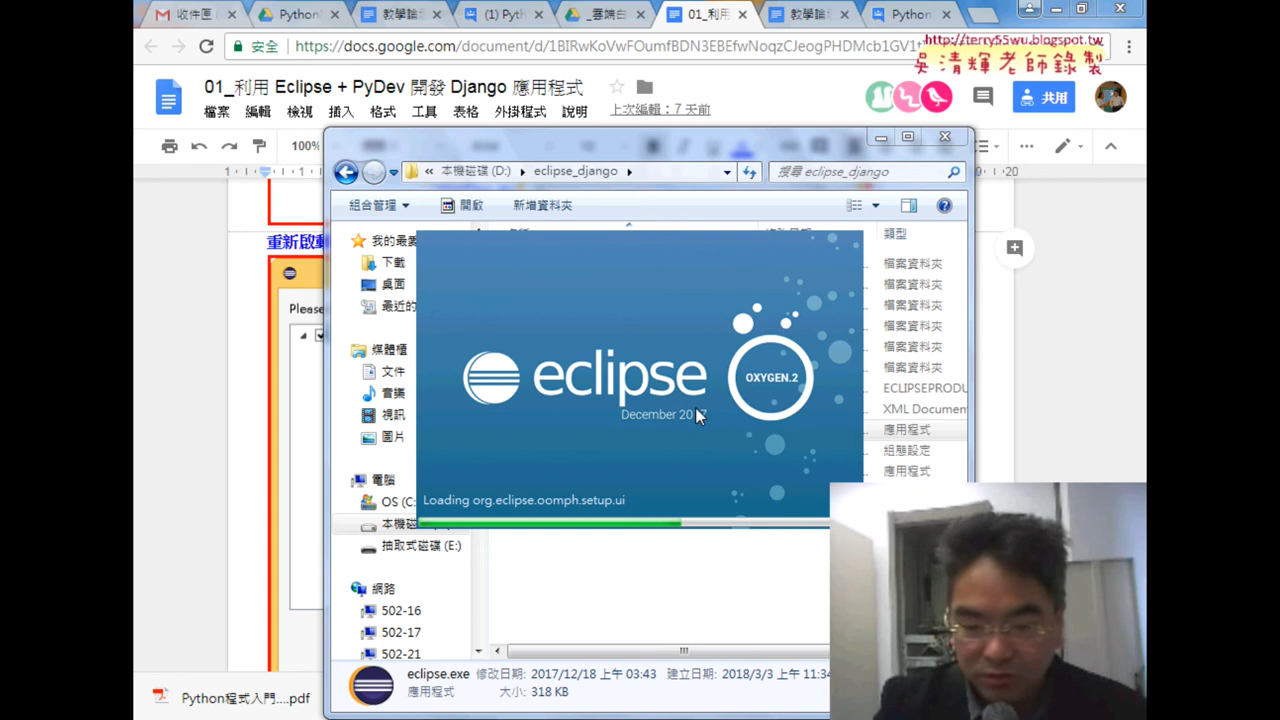 收件匣
Python
教學論
(1) Pyth
_雲端白
01_利用
教學論
Python
安全
https://docs.google.com/document/d/1BIRwKoVwFOumfBDN3EBEfwNoqzCJeogPHDMcb1GV1t
http://terry55wu.blogspot.tw
吳清輝老師錄製
01_利用 Eclipse + PyDev 開發 Django 應用程式
檔案 編輯 檢視 插入 格式 工具 表格 外掛程式 說明
上次編輯：7 天前
共用
100%
1
1
19
20
« 本機磁碟 (D:) ▸ eclipse_django ▸
搜尋 eclipse_django
組合管理
開啟
新增資料夾
重新啟動
Please
我的最愛
下載
桌面
最近的
媒體櫃
文件
音樂
視訊
圖片
電腦
OS (C:
本機磁
抽取式磁碟 (E:)
網路
502-16
502-17
502-21
類型
檔案資料夾
檔案資料夾
檔案資料夾
檔案資料夾
檔案資料夾
檔案資料夾
ECLIPSEPRODU
XML Documen
應用程式
組態設定
應用程式
eclipse
OXYGEN.2
December 2017
Loading org.eclipse.oomph.setup.ui
eclipse.exe 修改日期: 2017/12/18 上午 03:43 建立日期: 2018/3/3 上午 11:34
應用程式 大小: 318 KB
Python程式入門....pdf